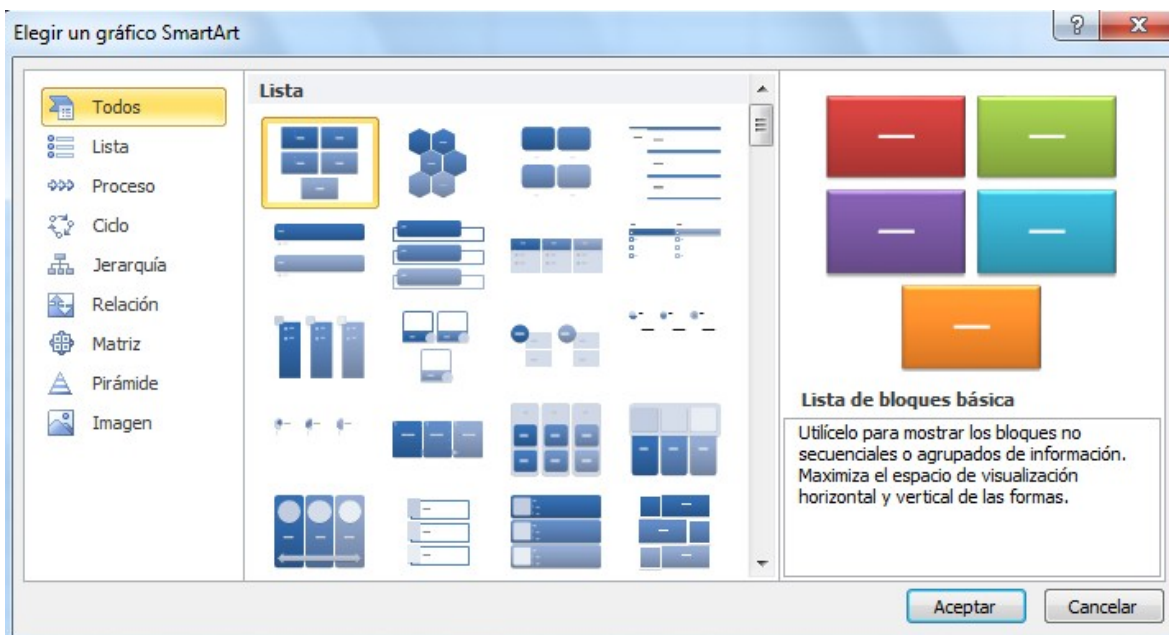 Elegir un gráfico SmartArt
Todos
Lista
Proceso
Ciclo
Jerarquía
Relación
Matriz
Pirámide
Imagen
Lista
Lista de bloques básica
Utilícelo para mostrar los bloques no
secuenciales o agrupados de información.
Maximiza el espacio de visualización
horizontal y vertical de las formas.
Aceptar
Cancelar